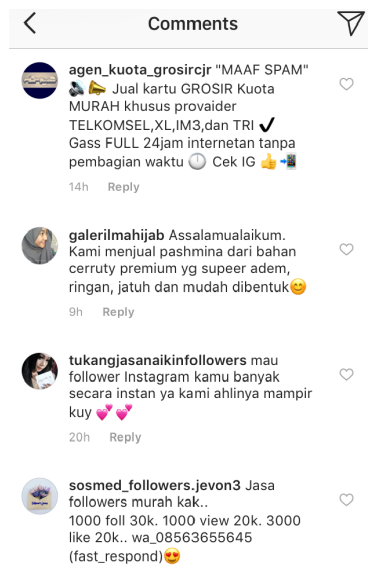 Comments
agen_kuota_grosircjr "MAAF SPAM"
🔊📣 Jual kartu GROSIR Kuota
MURAH khusus provaider
TELKOMSEL,XL,IM3,dan TRI ✔️
Gass FULL 24jam internetan tanpa
pembagian waktu 🕛 Cek IG 👍📲
14h Reply
galerilmahijab Assalamualaikum.
Kami menjual pashmina dari bahan
cerruty premium yg supeer adem,
ringan, jatuh dan mudah dibentuk😊
9h Reply
tukangjasanaikinfollowers mau
follower Instagram kamu banyak
secara instan ya kami ahlinya mampir
kuy 💕 💕
20h Reply
sosmed_followers.jevon3 Jasa
followers murah kak..
1000 foll 30k. 1000 view 20k. 3000
like 20k.. wa_08563655645
(fast_respond)😍